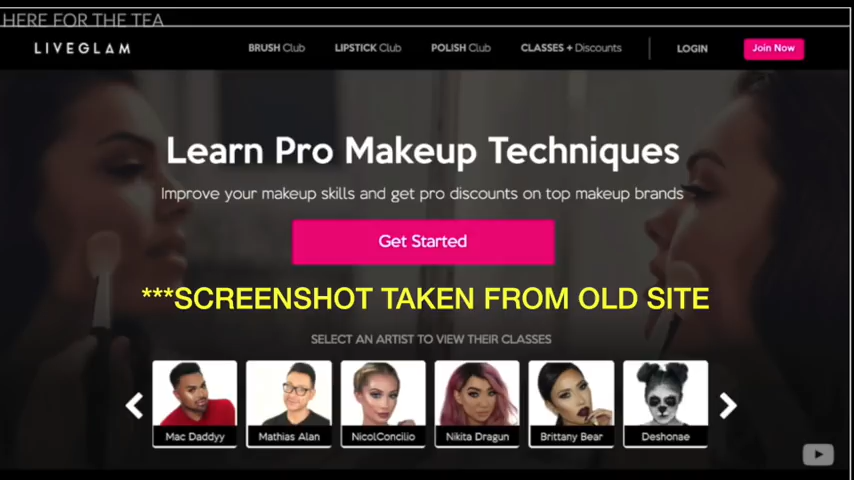 HERE FOR THE TEA
LIVEGLAM
BRUSH Club
LIPSTICK Club
POLISH Club
CLASSES + Discounts
LOGIN
Join Now
Learn Pro Makeup Techniques
Improve your makeup skills and get pro discounts on top makeup brands
Get Started
***SCREENSHOT TAKEN FROM OLD SITE
SELECT AN ARTIST TO VIEW THEIR CLASSES
Mac Daddyy
Mathias Alan
NicolConcilio
Nikita Dragun
Brittany Bear
Deshonae